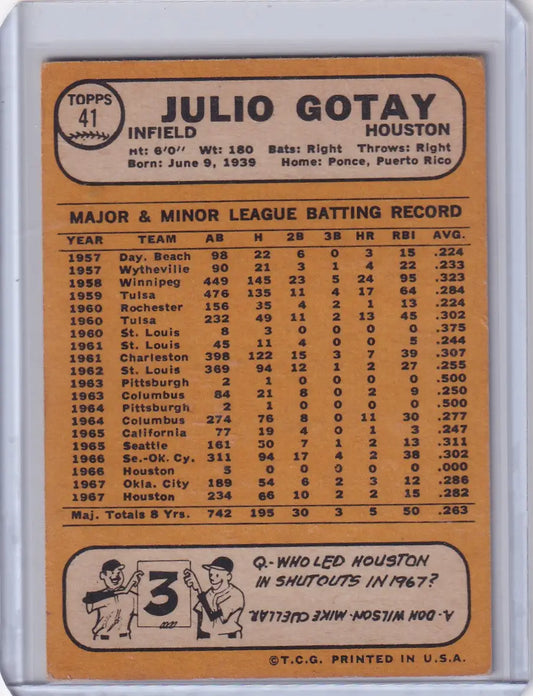 TOPPS
41
JULIO GOTAY
INFIELD HOUSTON
Ht: 6'0" Wt: 180 Bats: Right Throws: Right
Born: June 9, 1939 Home: Ponce, Puerto Rico
MAJOR & MINOR LEAGUE BATTING RECORD
YEAR TEAM AB H 2B 3B HR RBI AVG.
1957 Day. Beach 98 22 6 0 3 15 .224
1957 Wytheville 90 21 3 1 4 22 .233
1958 Winnipeg 449 145 23 5 24 95 .323
1959 Tulsa 476 135 11 4 17 64 .284
1960 Rochester 156 35 4 2 1 13 .224
1960 Tulsa 232 49 11 2 13 45 .302
1960 St. Louis 8 3 0 0 0 0 .375
1961 St. Louis 45 11 4 0 0 5 .244
1961 Charleston 398 122 15 3 7 39 .307
1962 St. Louis 369 94 12 1 2 27 .255
1963 Pittsburgh 2 1 0 0 0 0 .500
1963 Columbus 84 21 8 0 2 9 .250
1964 Pittsburgh 2 1 0 0 0 0 .500
1964 Columbus 274 76 8 0 11 30 .277
1965 California 77 19 4 0 1 3 .247
1965 Seattle 161 50 7 1 2 13 .311
1966 Se.-Ok. Cy. 311 94 17 4 2 38 .302
1966 Houston 5 0 0 0 0 0 .000
1967 Okla. City 189 54 6 2 3 12 .286
1967 Houston 234 66 10 2 2 15 .282
Maj. Totals 8 Yrs. 742 195 30 3 5 50 .263
3
Q.-WHO LED HOUSTON
IN SHUTOUTS IN 1967?
A- DON WILSON-MIKE CUELLAR.
©T.C.G. PRINTED IN U.S.A.